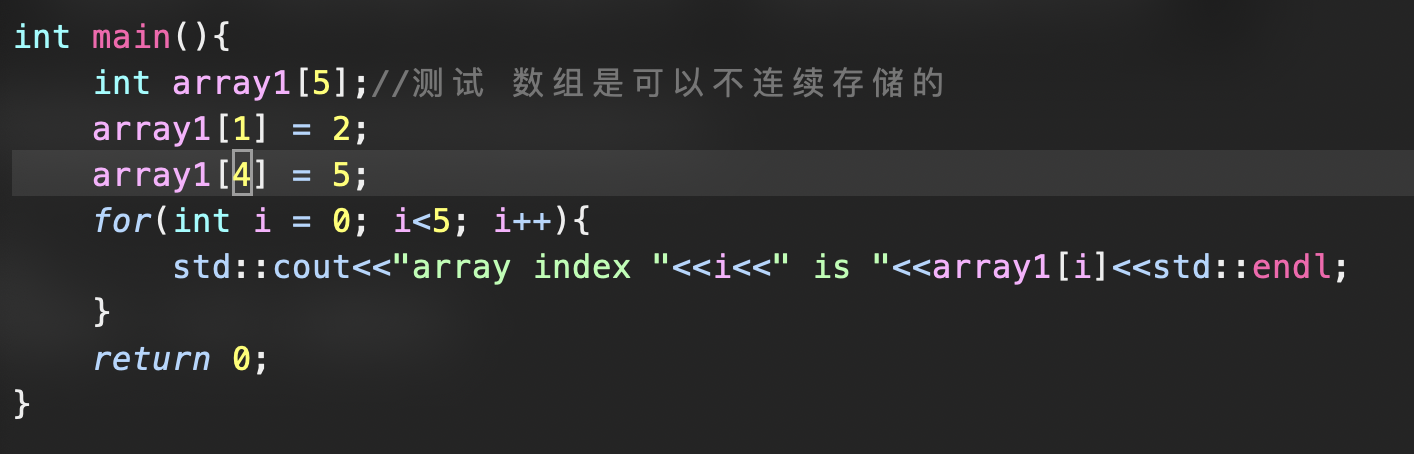 int main(){
    int array1[5];//测试 数组是可以不连续存储的
    array1[1] = 2;
    array1[4] = 5;
    for(int i = 0; i<5; i++){
        std::cout<<"array index "<<i<<" is "<<array1[i]<<std::endl;
    }
    return 0;
}